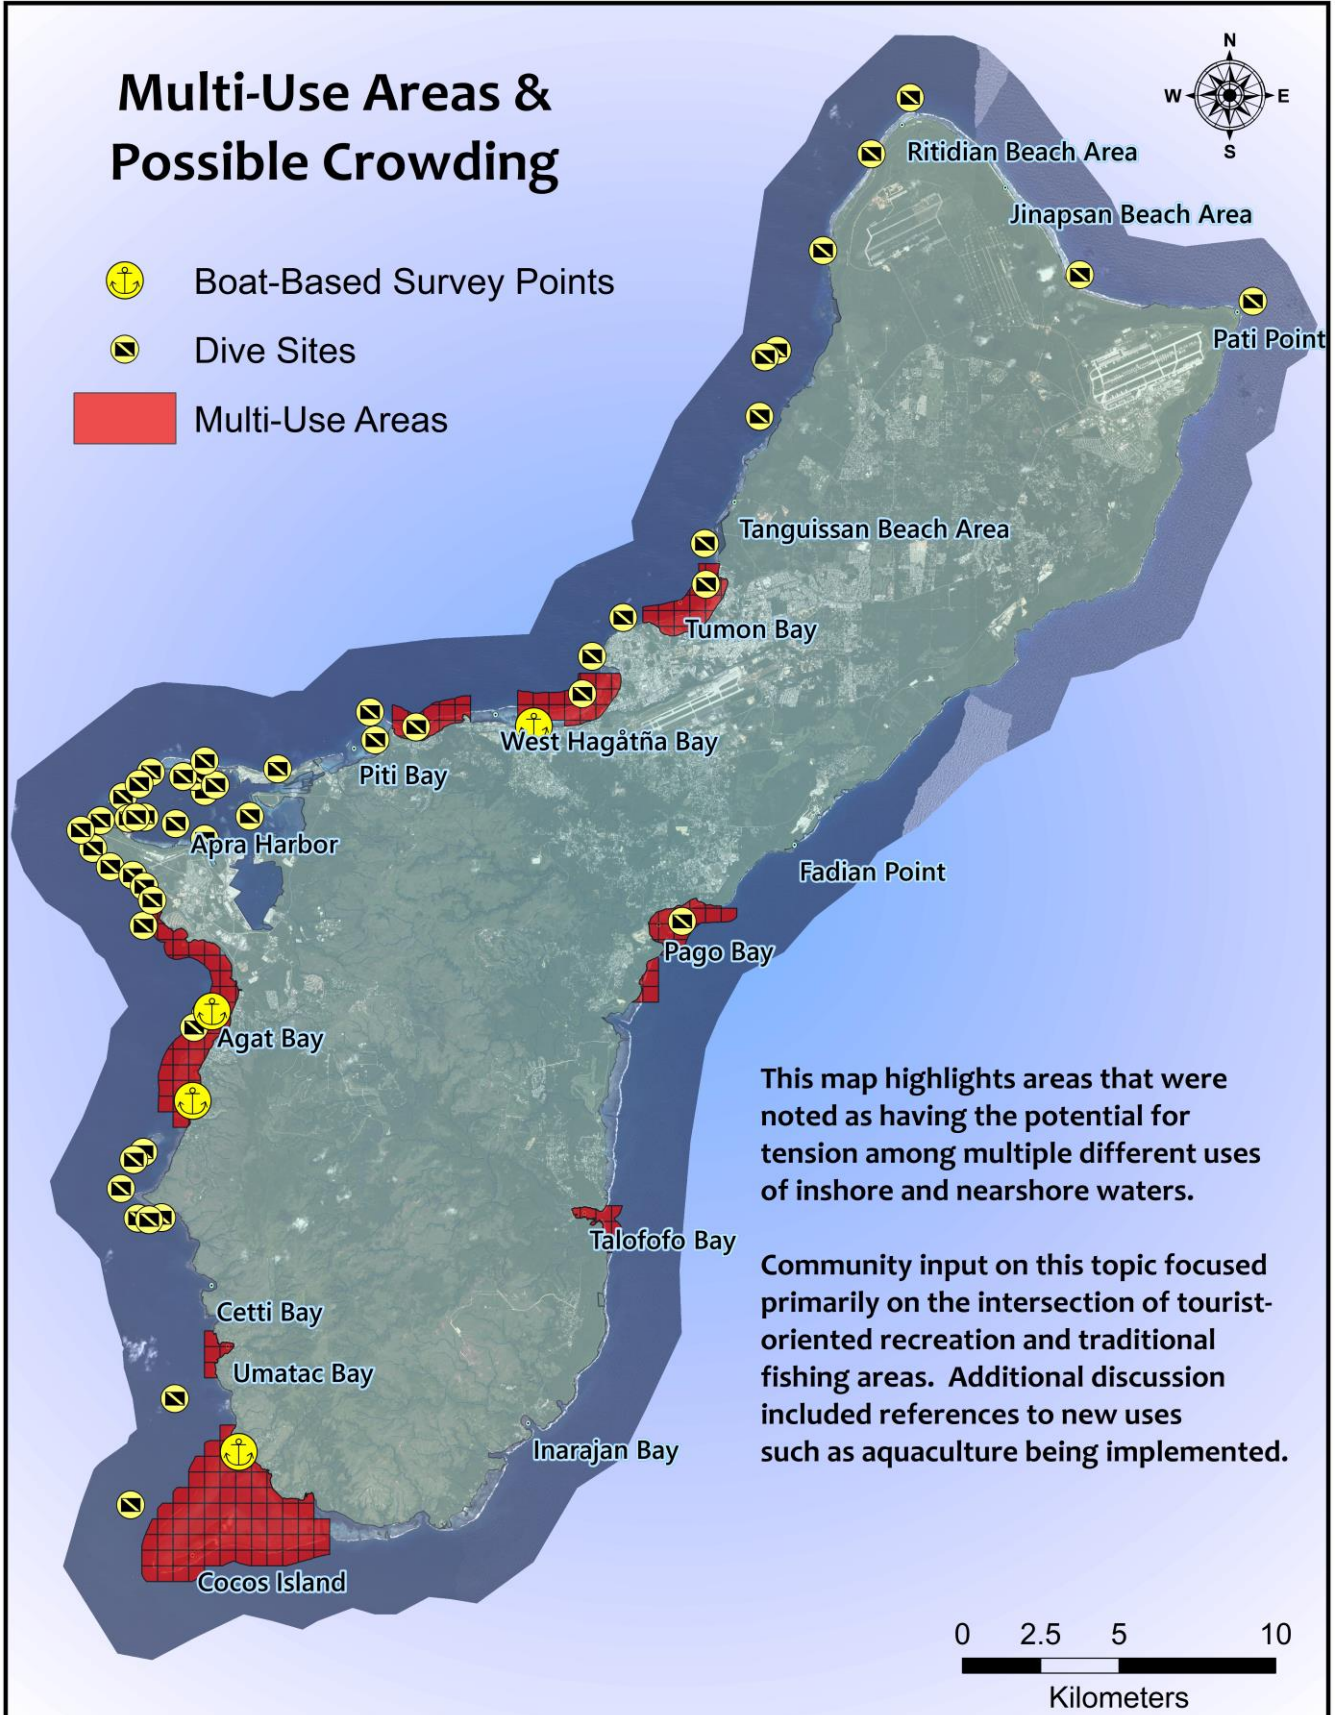 Multi-Use Areas &
Possible Crowding
Boat-Based Survey Points
Dive Sites
Multi-Use Areas
N
W
E
S
Ritidian Beach Area
Jinapsan Beach Area
Pati Point
Tanguissan Beach Area
Tumon Bay
West Hagåtña Bay
Piti Bay
Apra Harbor
Fadian Point
Pago Bay
Agat Bay
Talofofo Bay
Cetti Bay
Umatac Bay
Inarajan Bay
Cocos Island
This map highlights areas that were
noted as having the potential for
tension among multiple different uses
of inshore and nearshore waters.
Community input on this topic focused
primarily on the intersection of tourist-
oriented recreation and traditional
fishing areas.  Additional discussion
included references to new uses
such as aquaculture being implemented.
0 2.5 5 10
Kilometers